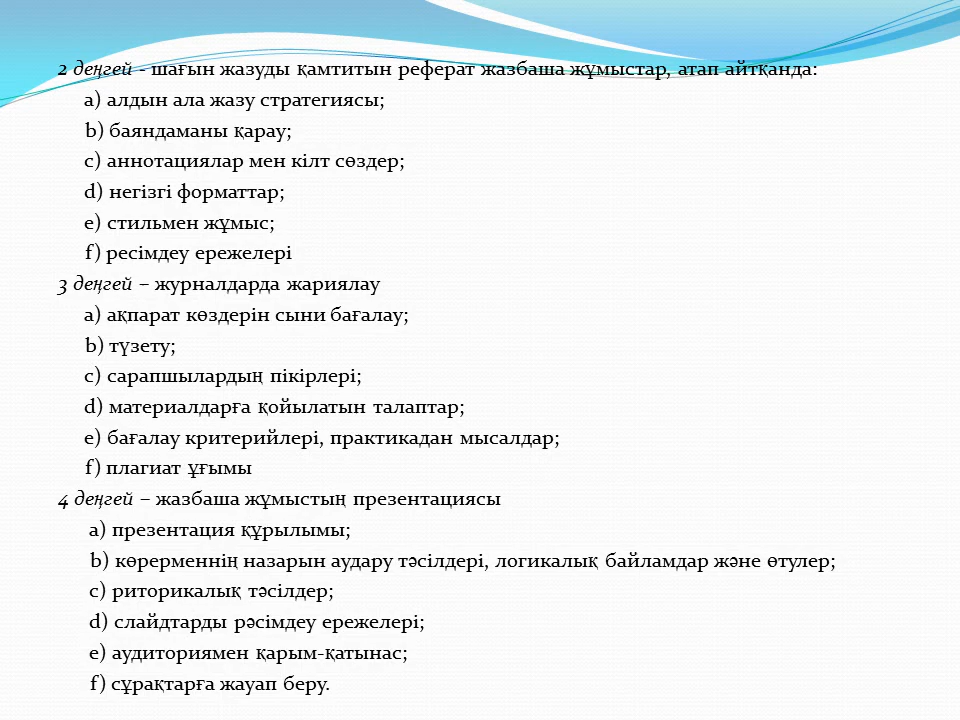 2 деңгей - шағын жазуды қамтитын реферат жазбаша жұмыстар, атап айтқанда:
a) алдын ала жазу стратегиясы;
b) баяндаманы қарау;
c) аннотациялар мен кілт сөздер;
d) негізгі форматтар;
e) стильмен жұмыс;
f) ресімдеу ережелері
3 деңгей – журналдарда жариялау
a) ақпарат көздерін сыни бағалау;
b) түзету;
c) сарапшылардың пікірлері;
d) материалдарға қойылатын талаптар;
e) бағалау критерийлері, практикадан мысалдар;
f) плагиат ұғымы
4 деңгей – жазбаша жұмыстың презентациясы
a) презентация құрылымы;
b) көрерменнің назарын аудару тәсілдері, логикалық байламдар және өтулер;
c) риторикалық тәсілдер;
d) слайдтарды рәсімдеу ережелері;
e) аудиториямен қарым-қатынас;
f) сұрақтарға жауап беру.